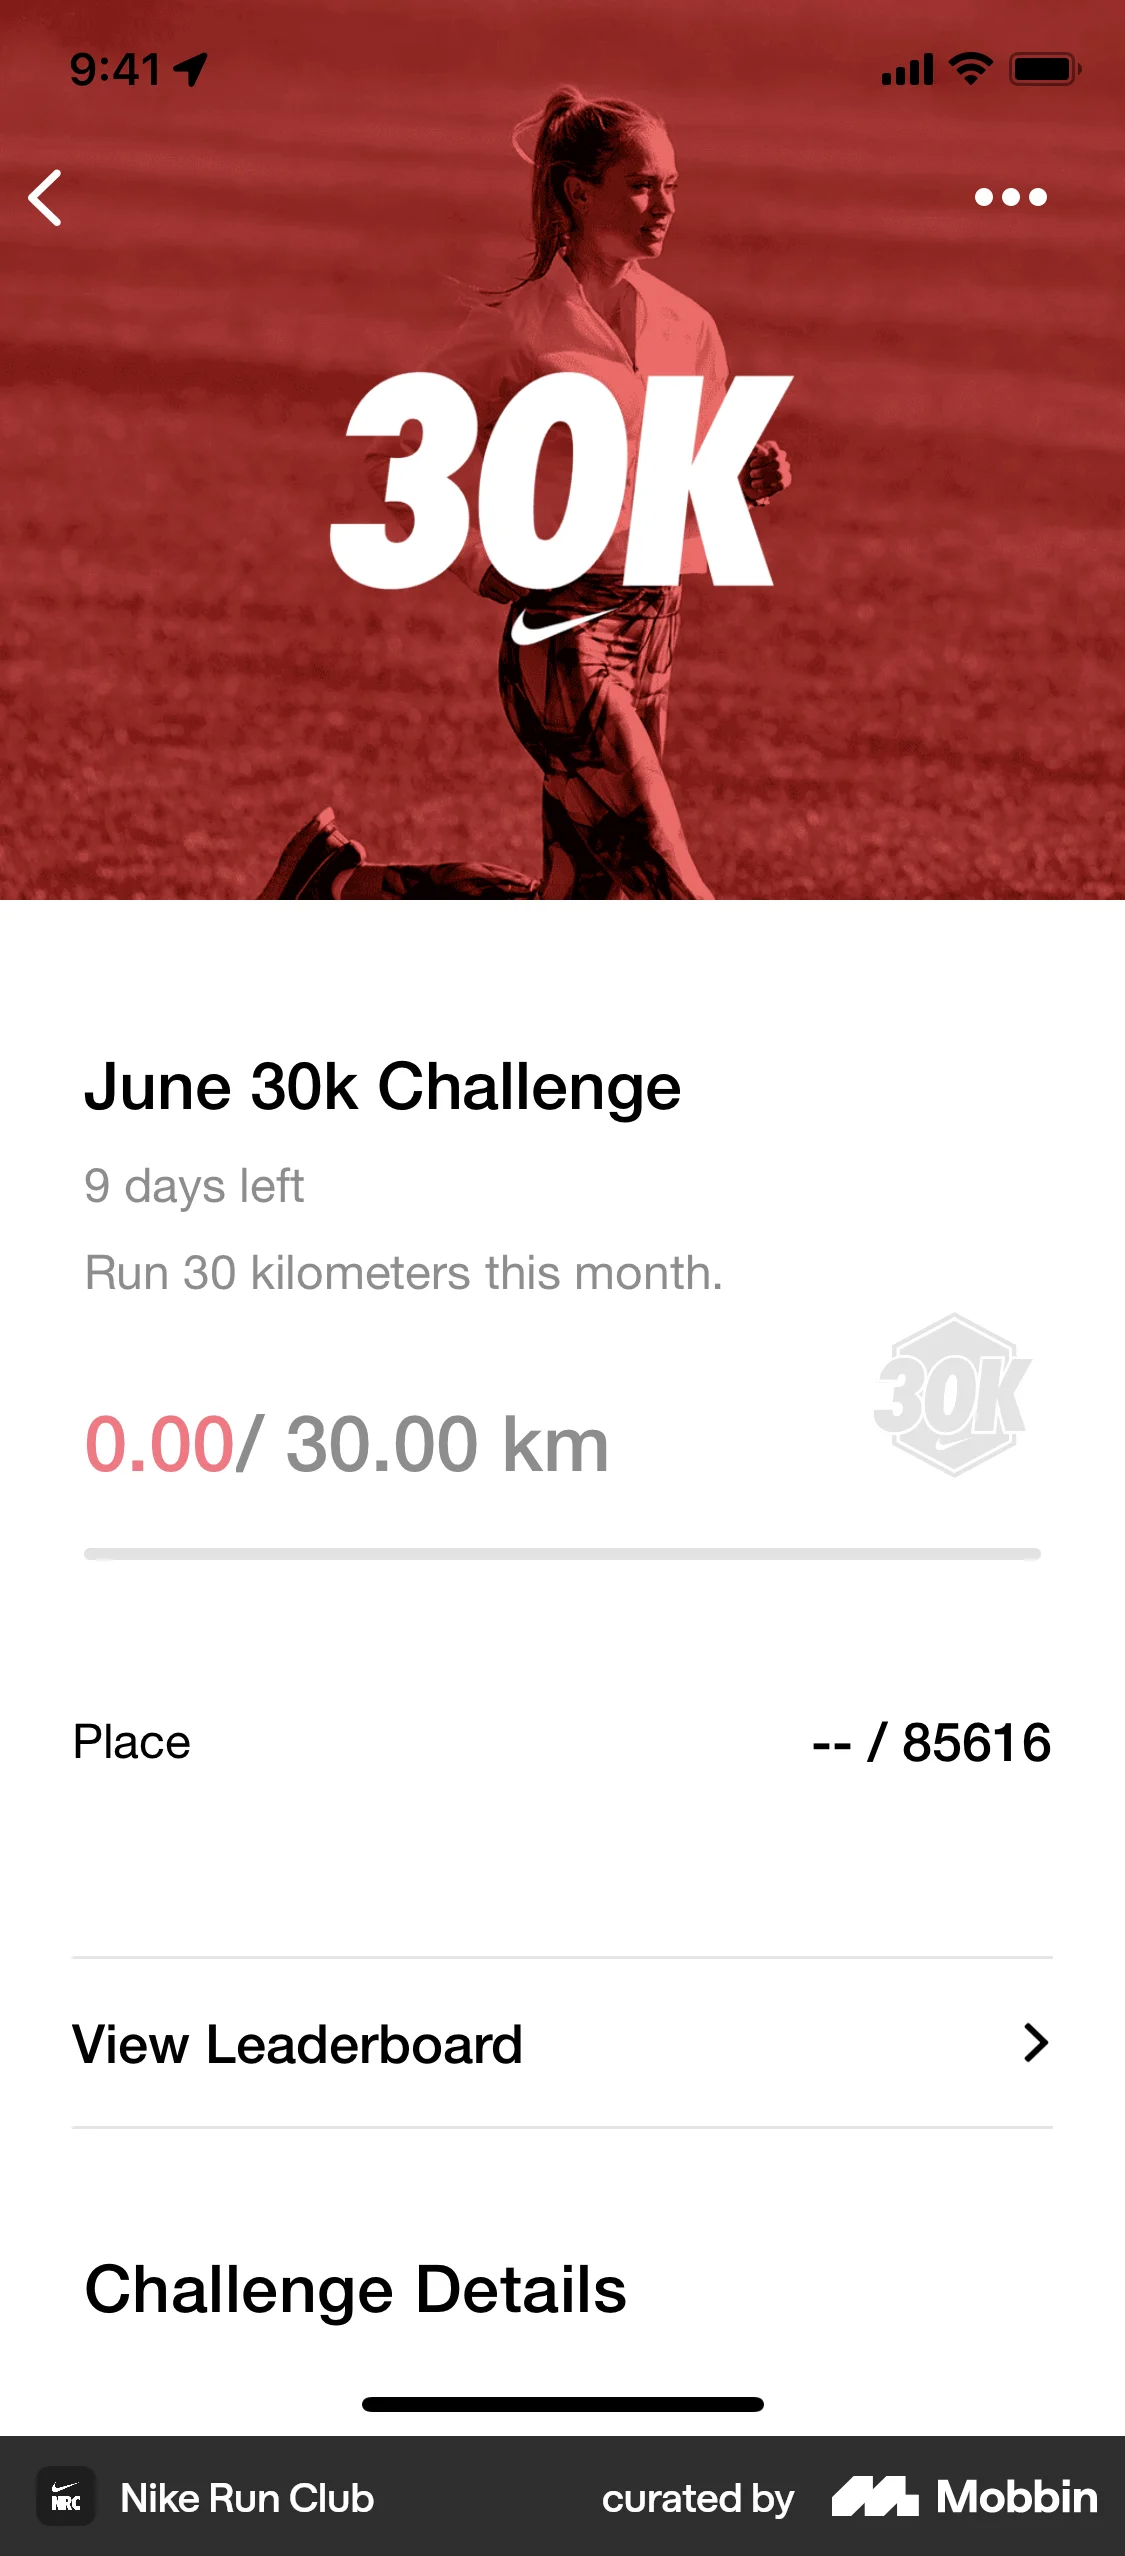 9:41
30K
June 30k Challenge
9 days left
Run 30 kilometers this month.
30K
0.00/ 30.00 km
Place -- / 85616
View Leaderboard
Challenge Details
NRC Nike Run Club curated by Mobbin